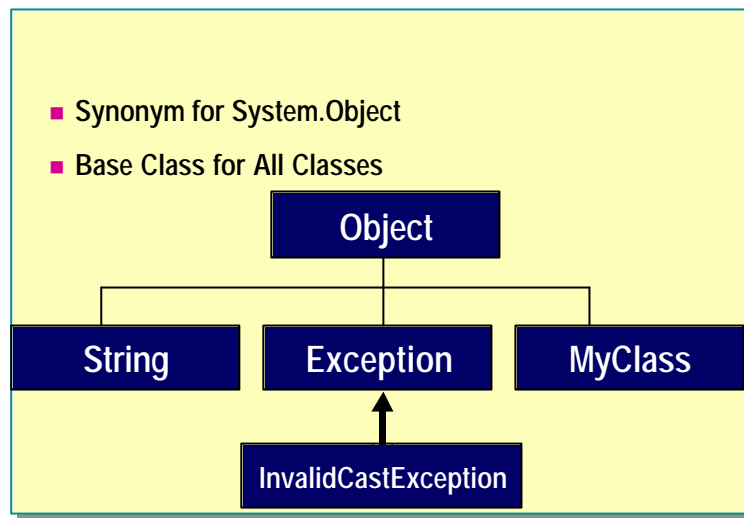 Synonym for System.Object
Base Class for All Classes
Object
String Exception MyClass
InvalidCastException